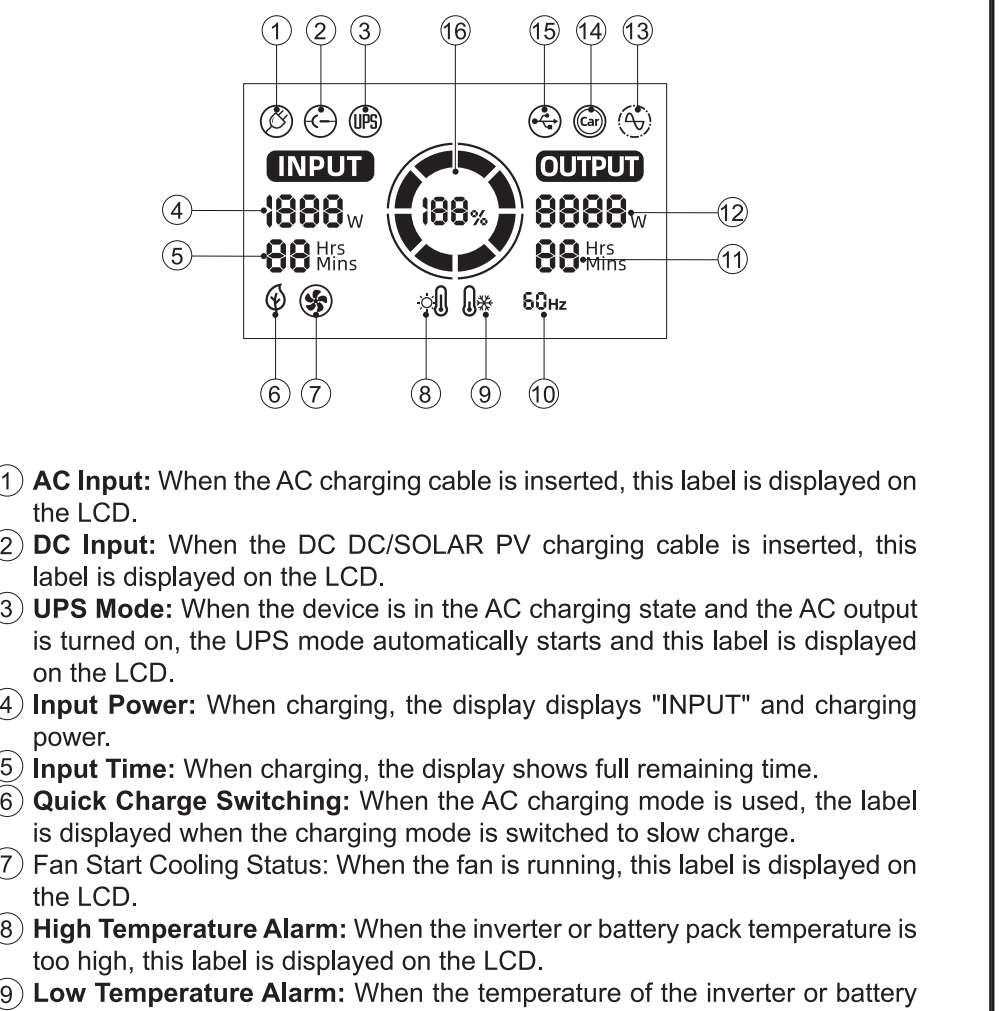 ① ② ③ ⑯ ⑮ ⑭ ⑬
UPS Car
INPUT OUTPUT
④ 1888W 188% 8888W ⑫
⑤ 88 Hrs Mins 88 Hrs Mins ⑪
60Hz
⑥ ⑦ ⑧ ⑨ ⑩
① AC Input: When the AC charging cable is inserted, this label is displayed on
the LCD.
② DC Input: When the DC DC/SOLAR PV charging cable is inserted, this
label is displayed on the LCD.
③ UPS Mode: When the device is in the AC charging state and the AC output
is turned on, the UPS mode automatically starts and this label is displayed
on the LCD.
④ Input Power: When charging, the display displays "INPUT" and charging
power.
⑤ Input Time: When charging, the display shows full remaining time.
⑥ Quick Charge Switching: When the AC charging mode is used, the label
is displayed when the charging mode is switched to slow charge.
⑦ Fan Start Cooling Status: When the fan is running, this label is displayed on
the LCD.
⑧ High Temperature Alarm: When the inverter or battery pack temperature is
too high, this label is displayed on the LCD.
⑨ Low Temperature Alarm: When the temperature of the inverter or battery